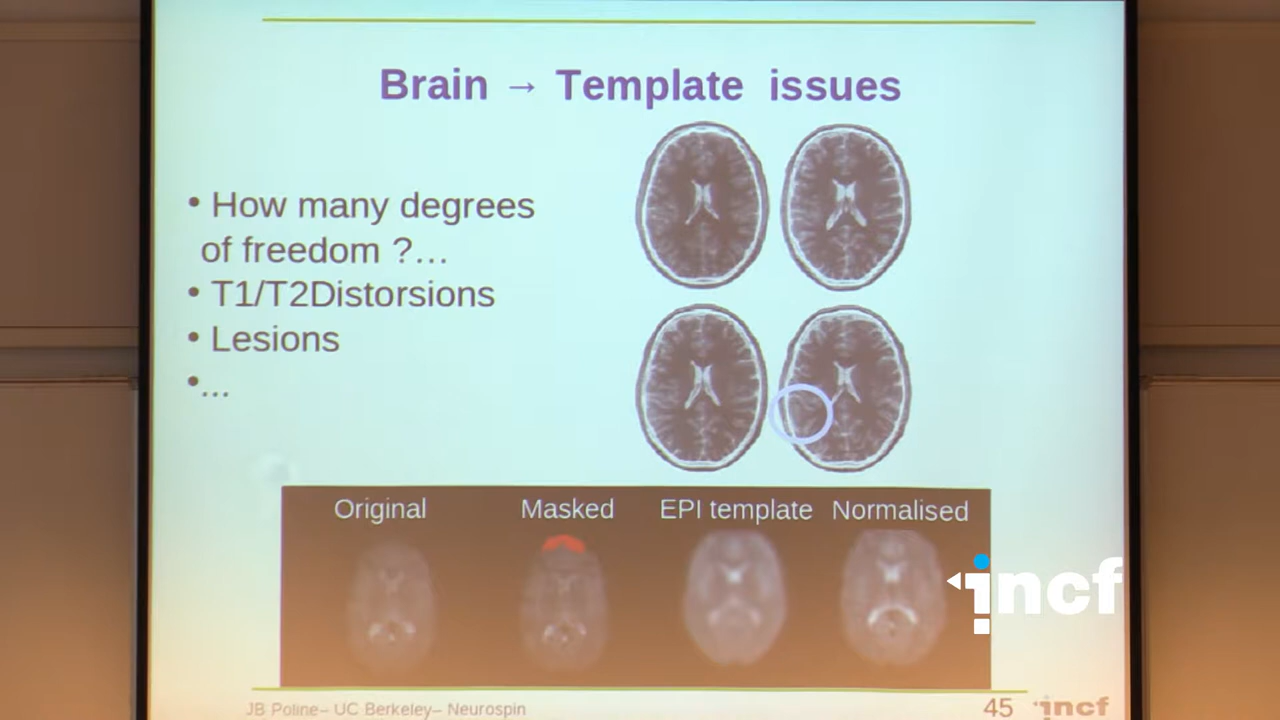 Brain → Template issues
• How many degrees
of freedom ?...
• T1/T2Distorsions
• Lesions
•...
Original Masked EPI template Normalised
incf
JB Poline– UC Berkeley– Neurospin 45 incf